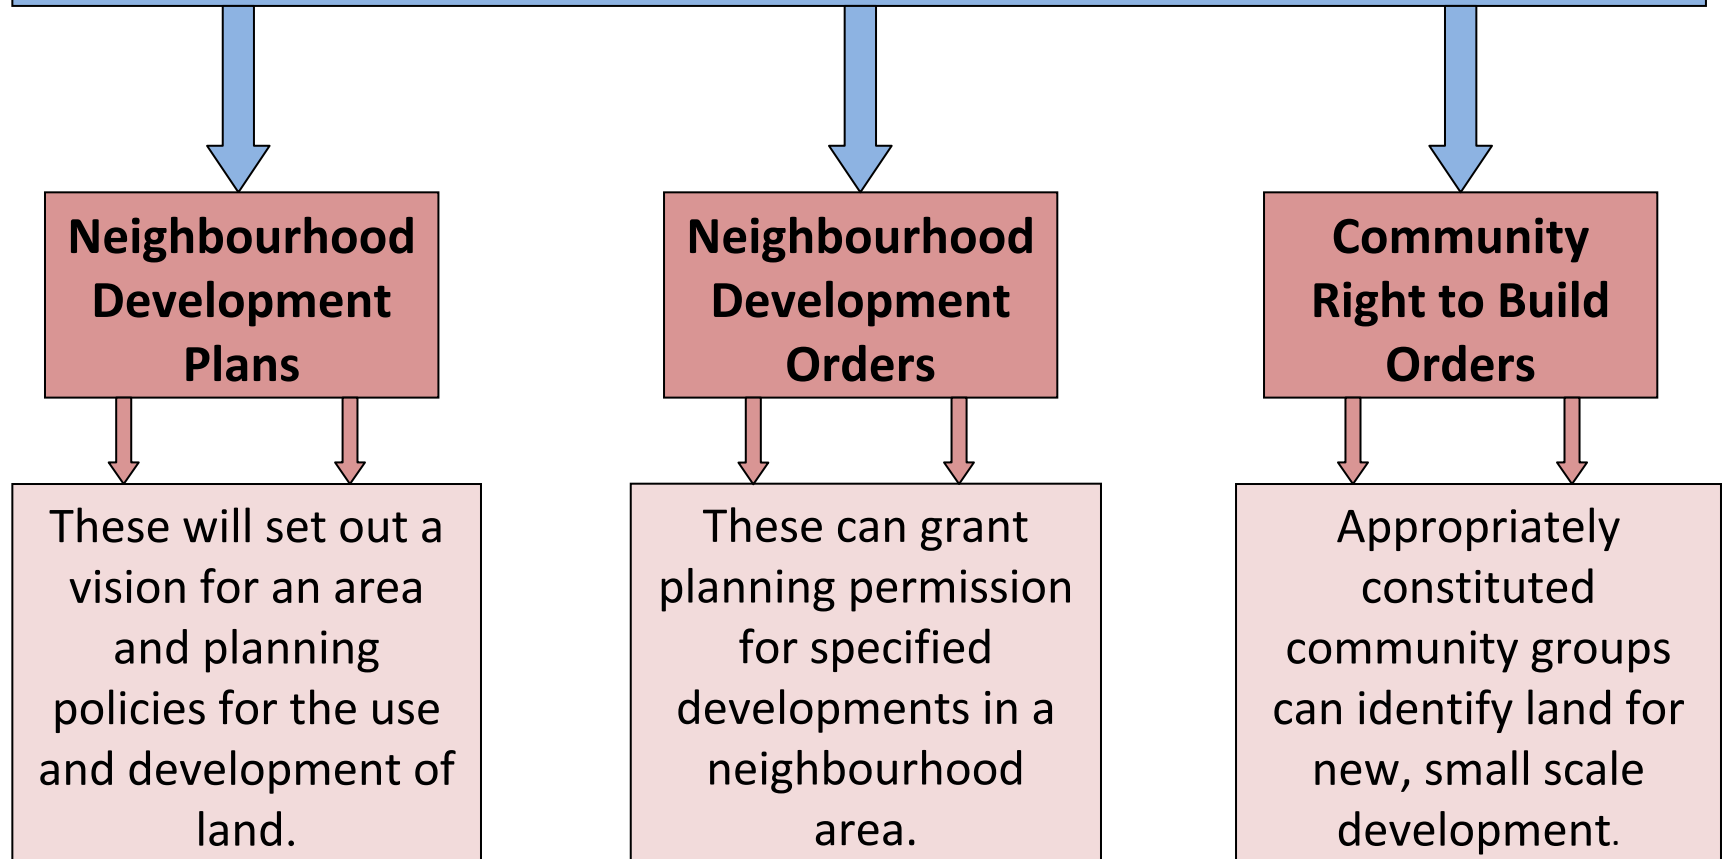 Neighbourhood
Development
Plans
Neighbourhood
Development
Orders
Community
Right to Build
Orders
These will set out a
vision for an area
and planning
policies for the use
and development of
land.
These can grant
planning permission
for specified
developments in a
neighbourhood
area.
Appropriately
constituted
community groups
can identify land for
new, small scale
development.